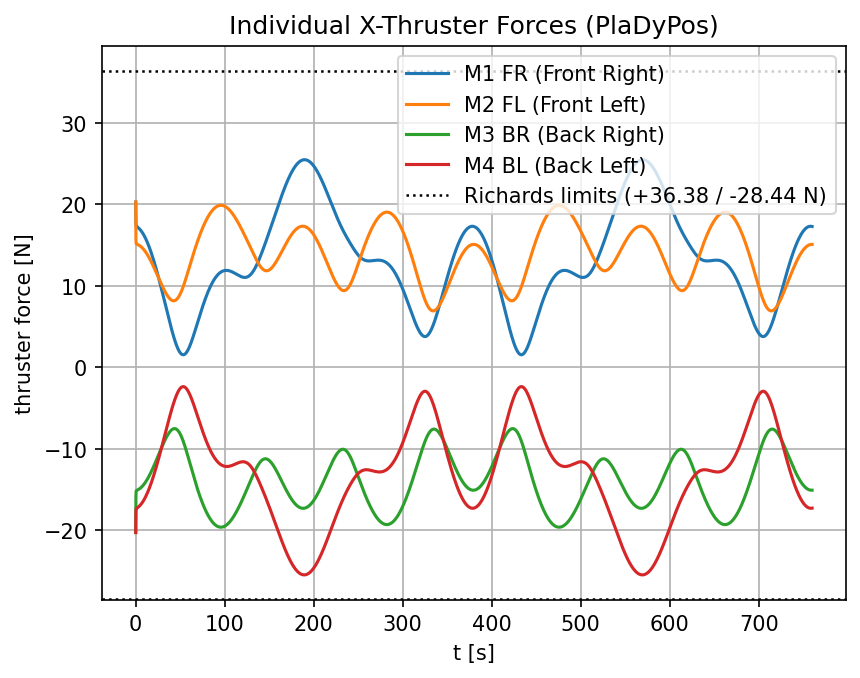 Individual X-Thruster Forces (PlaDyPos)
M1 FR (Front Right)
M2 FL (Front Left)
M3 BR (Back Right)
M4 BL (Back Left)
Richards limits (+36.38 / -28.44 N)
thruster force [N]
30
20
10
0
−10
−20
0 100 200 300 400 500 600 700
t [s]